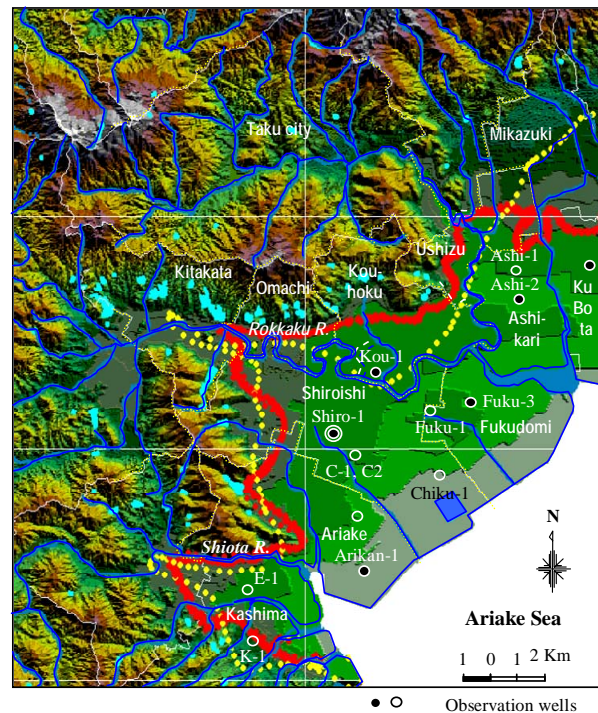 Taku city
Mikazuki
Ushizu
Kitakata
Omachi
Kou-
hoku
Rokkaku R.
Ashi-1
Ashi-2
Ashi-
kari
Ku
Bo
ta
Kou-1
Shiroishi
Shiro-1
Fuku-3
Fuku-1
Fukudomi
C-1
C2
Chiku-1
Ariake
Arikan-1
Shiota R.
E-1
Kashima
K-1
N
Ariake Sea
1 0 1 2 Km
Observation wells